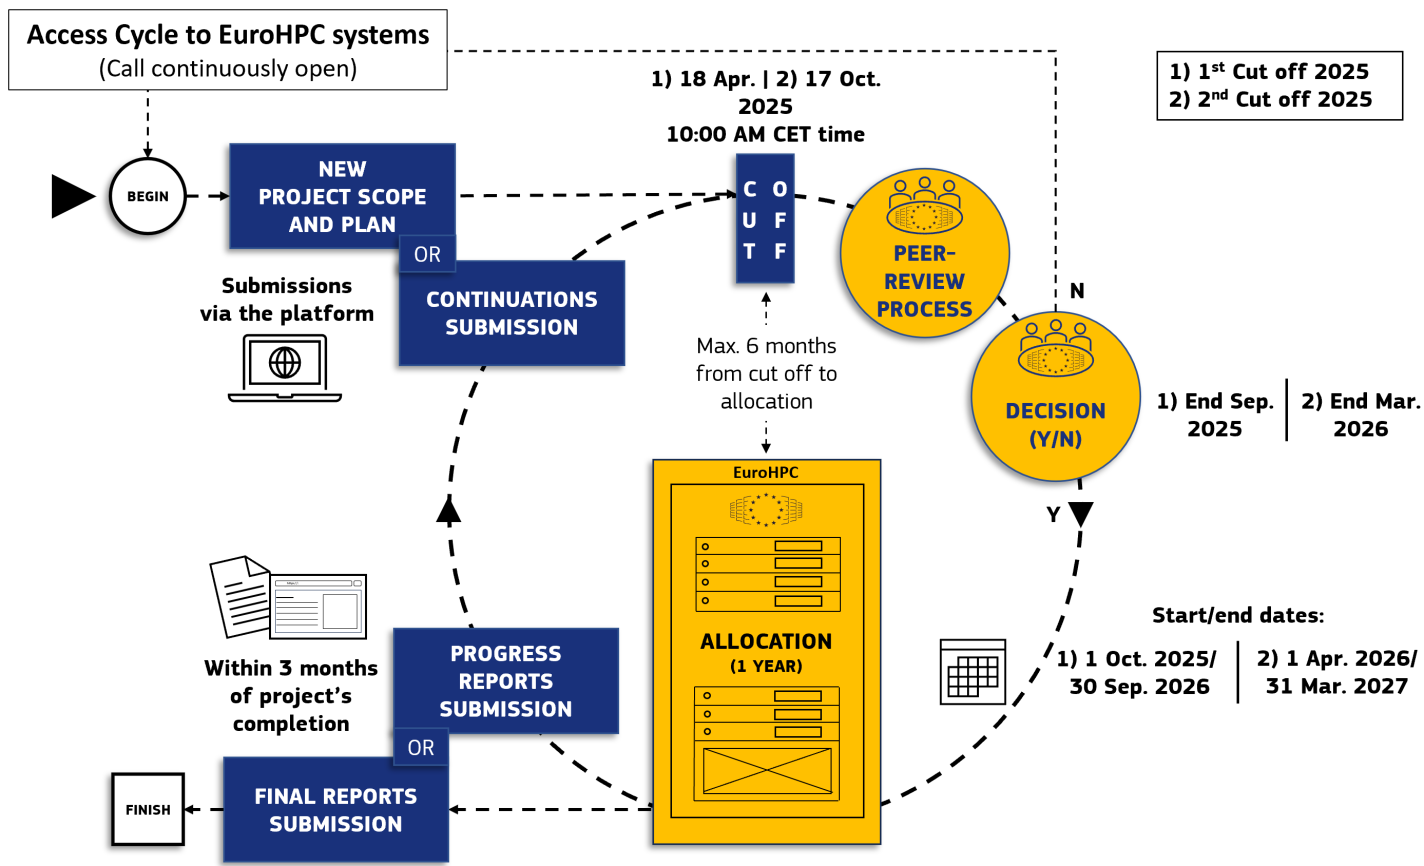 Access Cycle to EuroHPC systems
(Call continuously open)
1) 18 Apr. | 2) 17 Oct.
2025
10:00 AM CET time
1) 1st Cut off 2025
2) 2nd Cut off 2025
BEGIN
NEW
PROJECT SCOPE
AND PLAN
OR
CONTINUATIONS
SUBMISSION
Submissions
via the platform
C O
U F
T F
PEER-
REVIEW
PROCESS
N
DECISION
(Y/N)
1) End Sep.
2025
2) End Mar.
2026
Y
Max. 6 months
from cut off to
allocation
EuroHPC
ALLOCATION
(1 YEAR)
Start/end dates:
1) 1 Oct. 2025/
30 Sep. 2026
2) 1 Apr. 2026/
31 Mar. 2027
Within 3 months
of project’s
completion
PROGRESS
REPORTS
SUBMISSION
OR
FINAL REPORTS
SUBMISSION
FINISH